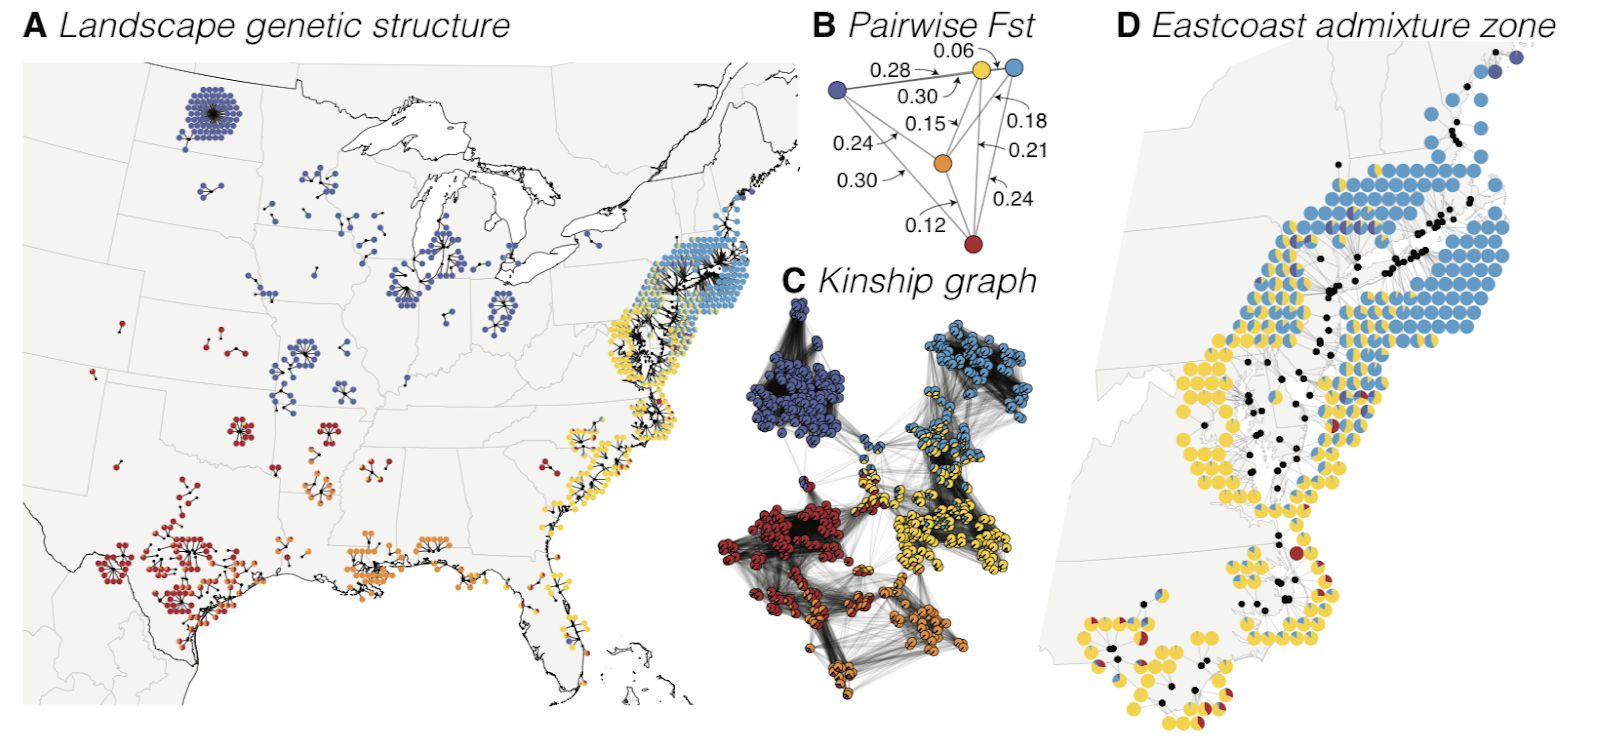 A Landscape genetic structure
B Pairwise Fst
0.06
0.28
0.30
0.15
0.18
0.24
0.21
0.30
0.24
0.12
C Kinship graph
D Eastcoast admixture zone